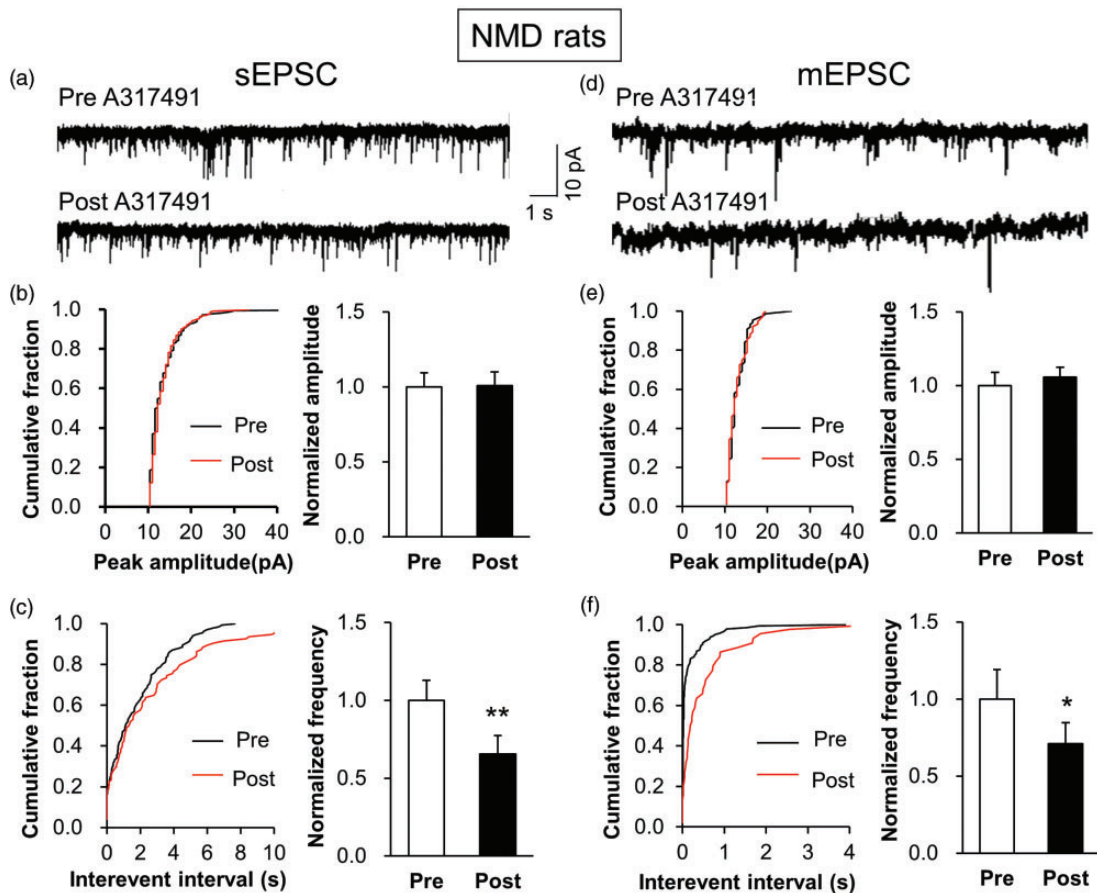 NMD rats
(a)
sEPSC
Pre A317491
Post A317491
10 pA
1 s
(d)
mEPSC
Pre A317491
Post A317491
(b)
Cumulative fraction
1.0
0.8
0.6
0.4
0.2
0.0
Pre
Post
0 10 20 30 40
Peak amplitude(pA)
Normalized amplitude
1.5
1.0
0.5
0.0
Pre Post
(e)
Cumulative fraction
1.0
0.8
0.6
0.4
0.2
0.0
Pre
Post
0 10 20 30 40
Peak amplitude(pA)
Normalized amplitude
1.5
1.0
0.5
0.0
Pre Post
(c)
Cumulative fraction
1.0
0.8
0.6
0.4
0.2
0.0
Pre
Post
0 2 4 6 8 10
Interevent interval (s)
Normalized frequency
1.5
1.0
0.5
0.0
**
Pre Post
(f)
Cumulative fraction
1.0
0.8
0.6
0.4
0.2
0.0
Pre
Post
0 1 2 3 4
Interevent interval (s)
Normalized frequency
1.5
1.0
0.5
0.0
*
Pre Post